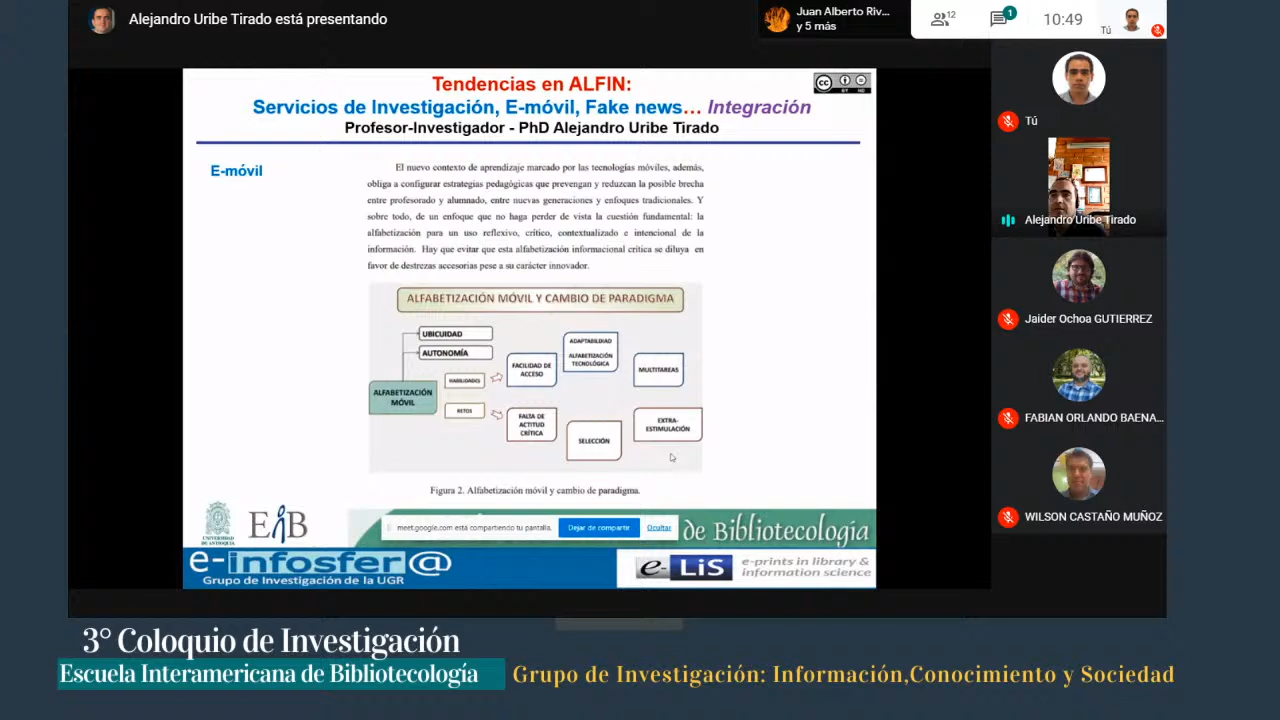 Alejandro Uribe Tirado está presentando
Juan Alberto Riv...
y 5 más
12
1
10:49
Tú
Tendencias en ALFIN:
Servicios de Investigación, E-móvil, Fake news… Integración
Profesor-Investigador - PhD Alejandro Uribe Tirado
cc
BY ND
E-móvil
El nuevo contexto de aprendizaje marcado por las tecnologías móviles, además,
obliga a configurar estrategias pedagógicas que prevengan y reduzcan la posible brecha
entre profesorado y alumnado, entre nuevas generaciones y enfoques tradicionales. Y
sobre todo, de un enfoque que no haga perder de vista la cuestión fundamental: la
alfabetización para un uso reflexivo, crítico, contextualizado e intencional de la
información. Hay que evitar que esta alfabetización informacional crítica se diluya en
favor de destrezas accesorias pese a su carácter innovador.
ALFABETIZACIÓN MÓVIL Y CAMBIO DE PARADIGMA
UBICUIDAD
AUTONOMÍA
ALFABETIZACIÓN
MÓVIL
HABILIDADES
RETOS
FACILIDAD DE
ACCESO
ADAPTABILIDAD
ALFABETIZACIÓN
TECNOLÓGICA
MULTITAREAS
FALTA DE
ACTITUD
CRÍTICA
SELECCIÓN
EXTRA-
ESTIMULACIÓN
Figura 2. Alfabetización móvil y cambio de paradigma.
UNIVERSIDAD
DE ANTIOQUIA
EiB
meet.google.com está compartiendo tu pantalla.
Dejar de compartir
Ocultar
de Bibliotecología
e-infosfer@
Grupo de Investigación de la UGR
e-LiS
e-prints in library &
information science
Tú
Alejandro Uribe Tirado
Jaider Ochoa GUTIERREZ
FABIAN ORLANDO BAENA...
WILSON CASTAÑO MUÑOZ
3° Coloquio de Investigación
Escuela Interamericana de Bibliotecología
Grupo de Investigación: Información,Conocimiento y Sociedad